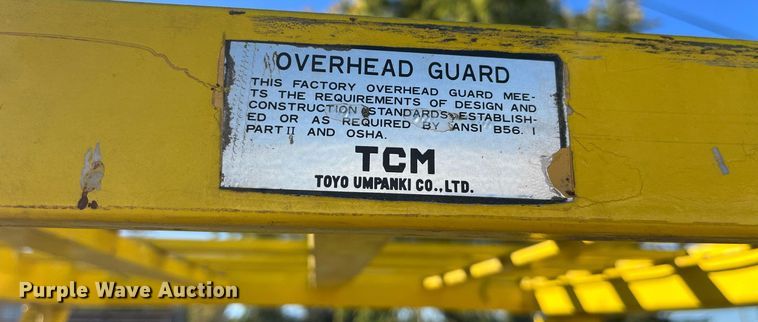 OVERHEAD GUARD
THIS FACTORY OVERHEAD GUARD MEE-
TS THE REQUIREMENTS OF DESIGN AND
CONSTRUCTION STANDARDS ESTABLISH-
ED OR AS REQUIRED BY ANSI B56. I
PART II AND OSHA.
TCM
TOYO UMPANKI CO.,LTD.
Purple Wave Auction